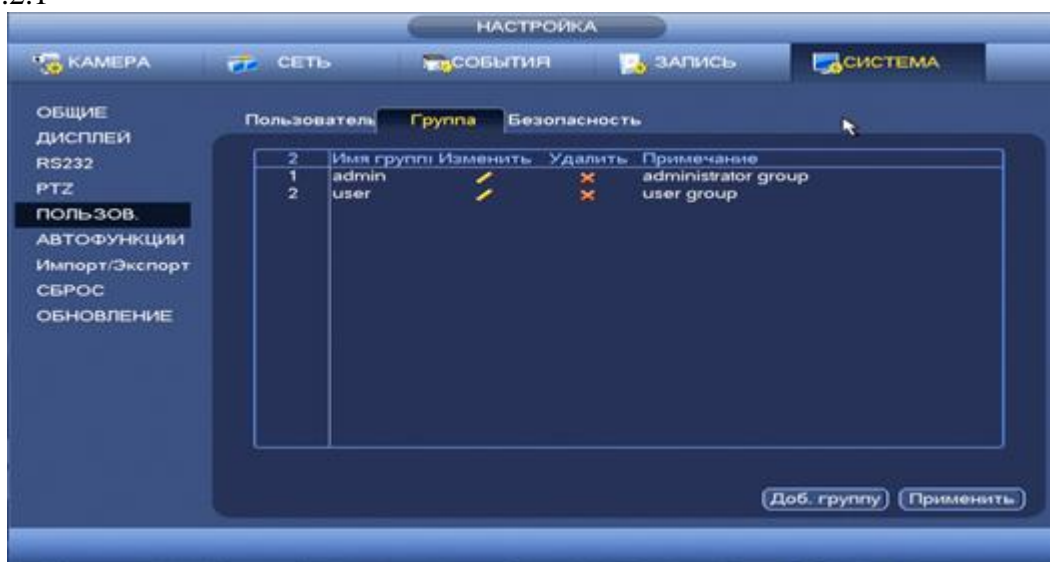 .2.1
НАСТРОЙКА
КАМЕРА СЕТЬ СОБЫТИЯ ЗАПИСЬ СИСТЕМА
ОБЩИЕ
ДИСПЛЕЙ
RS232
PTZ
ПОЛЬЗОВ.
АВТОФУНКЦИИ
Импорт/Экспорт
СБРОС
ОБНОВЛЕНИЕ
Пользователь Группа Безопасность
2 Имя группı Изменить Удалить Примечание
1 admin administrator group
2 user user group
Доб. группу Применить